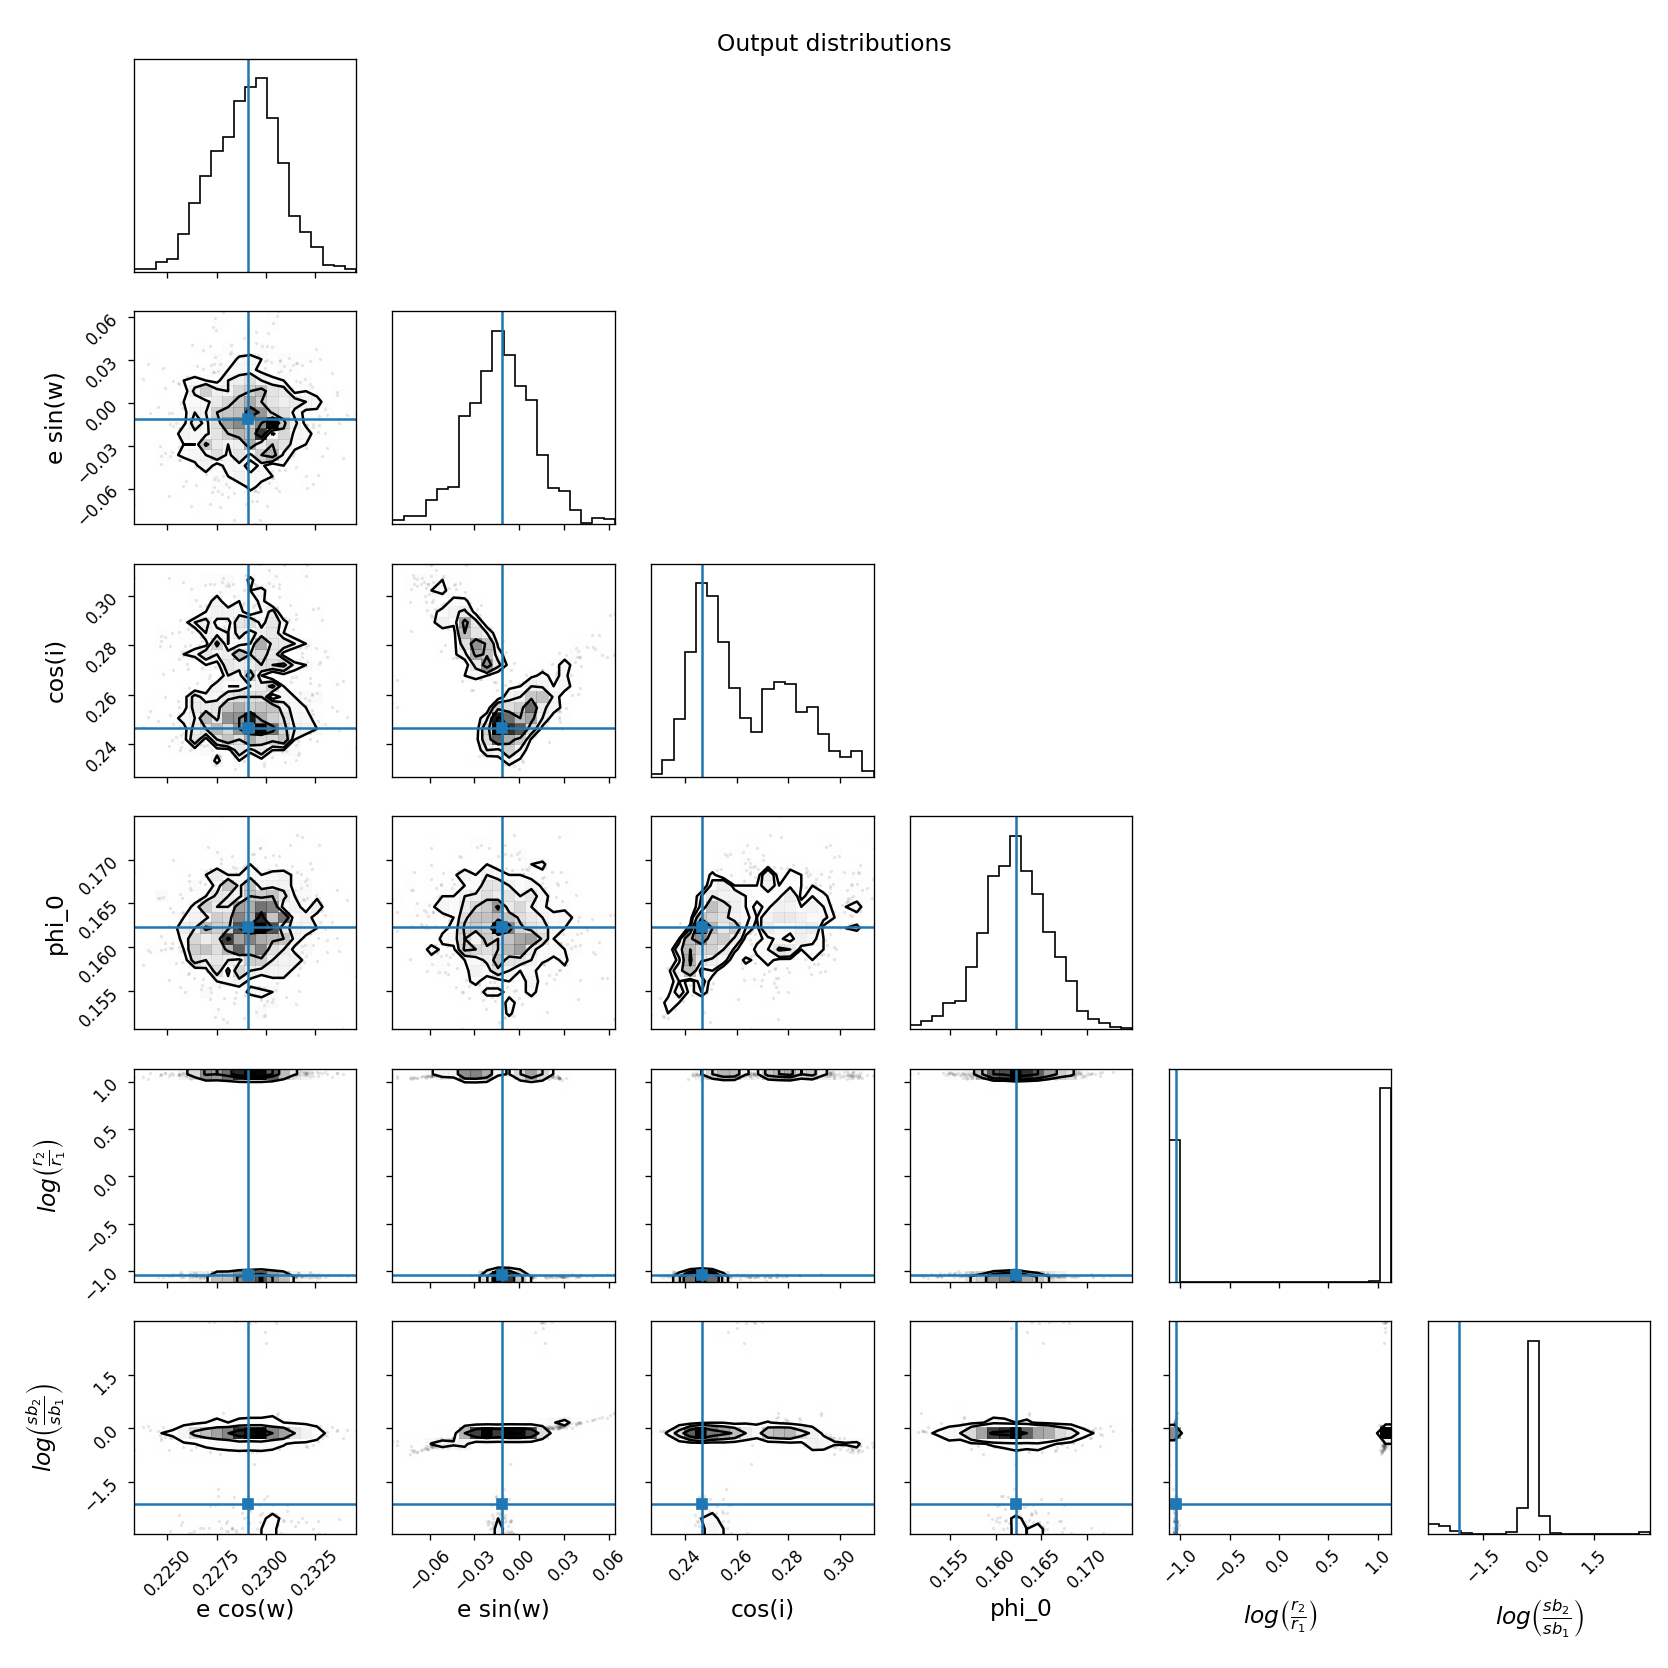 Output distributions
e sin(w)
0.06
0.03
0.00
−0.03
−0.06
cos(i)
0.30
0.28
0.26
0.24
phi_0
0.170
0.165
0.160
0.155
log(r₂/r₁)
1.0
0.5
0.0
−0.5
−1.0
log(sb₂/sb₁)
1.5
0.0
−1.5
0.2250 0.2275 0.2300 0.2325
−0.06 −0.03 0.00 0.03 0.06
0.24 0.26 0.28 0.30
0.155 0.160 0.165 0.170
−1.0 −0.5 0.0 0.5 1.0
−1.5 0.0 1.5
e cos(w)
e sin(w)
cos(i)
phi_0
log(r₂/r₁)
log(sb₂/sb₁)